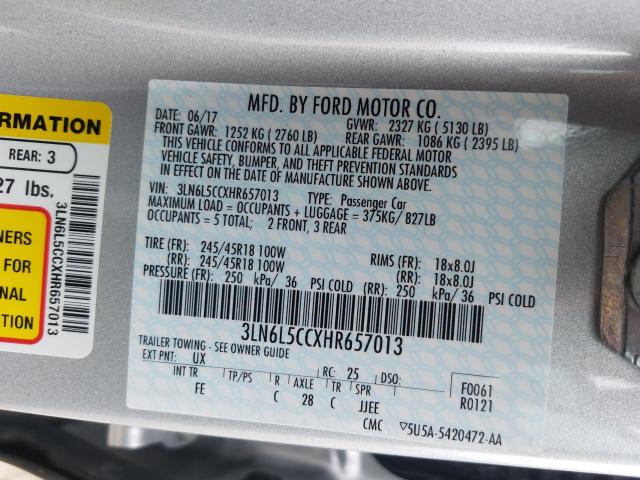 MFD. BY FORD MOTOR CO.
DATE: 06/17 GVWR: 2327 KG ( 5130 LB)
FRONT GAWR: 1252 KG ( 2760 LB) REAR GAWR: 1086 KG ( 2395 LB)
THIS VEHICLE CONFORMS TO ALL APPLICABLE FEDERAL MOTOR
VEHICLE SAFETY, BUMPER, AND THEFT PREVENTION STANDARDS
IN EFFECT ON THE DATE OF MANUFACTURE SHOWN ABOVE.
VIN: 3LN6L5CCXHR657013 TYPE: Passenger Car
MAXIMUM LOAD = OCCUPANTS + LUGGAGE = 375KG/ 827LB
OCCUPANTS = 5 TOTAL; 2 FRONT, 3 REAR
TIRE (FR): 245/45R18 100W RIMS (FR): 18x8.0J
(RR): 245/45R18 100W (RR): 18x8.0J
PRESSURE (FR): 250 kPa/ 36 PSI COLD (RR): 250 kPa/ 36 PSI COLD
3LN6L5CCXHR657013
TRAILER TOWING - SEE OWNER GUIDE
EXT PNT: UX RC: 25 DSO: F0061
INT TR TP/PS R AXLE TR SPR R0121
FE C 28 C JJEE
CMC ▽5U5A-5420472-AA
ORMATION
REAR: 3
27 lbs.
NERS
FOR
ONAL
N
3LN6L5CCXHR657013